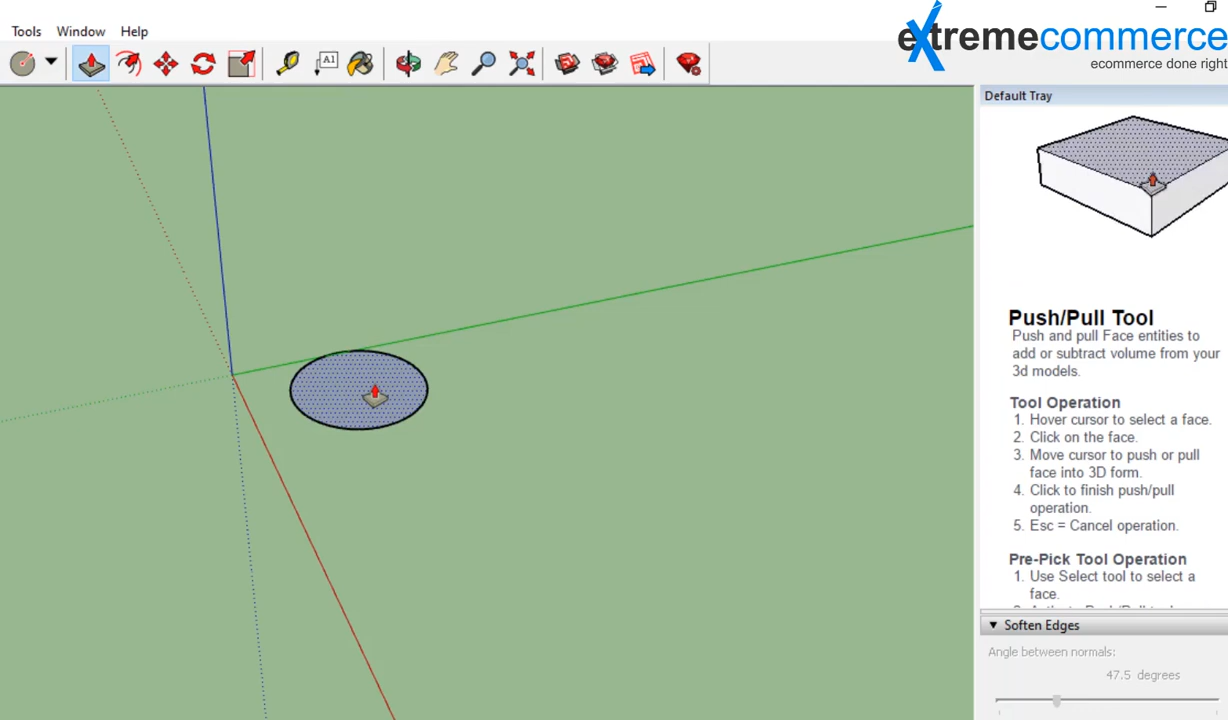 Tools Window Help
extremecommerce
ecommerce done right
A1
Default Tray
Push/Pull Tool
Push and pull Face entities to
add or subtract volume from your
3d models.
Tool Operation
1. Hover cursor to select a face.
2. Click on the face.
3. Move cursor to push or pull
face into 3D form.
4. Click to finish push/pull
operation.
5. Esc = Cancel operation.
Pre-Pick Tool Operation
1. Use Select tool to select a
face.
Soften Edges
Angle between normals:
47.5 degrees